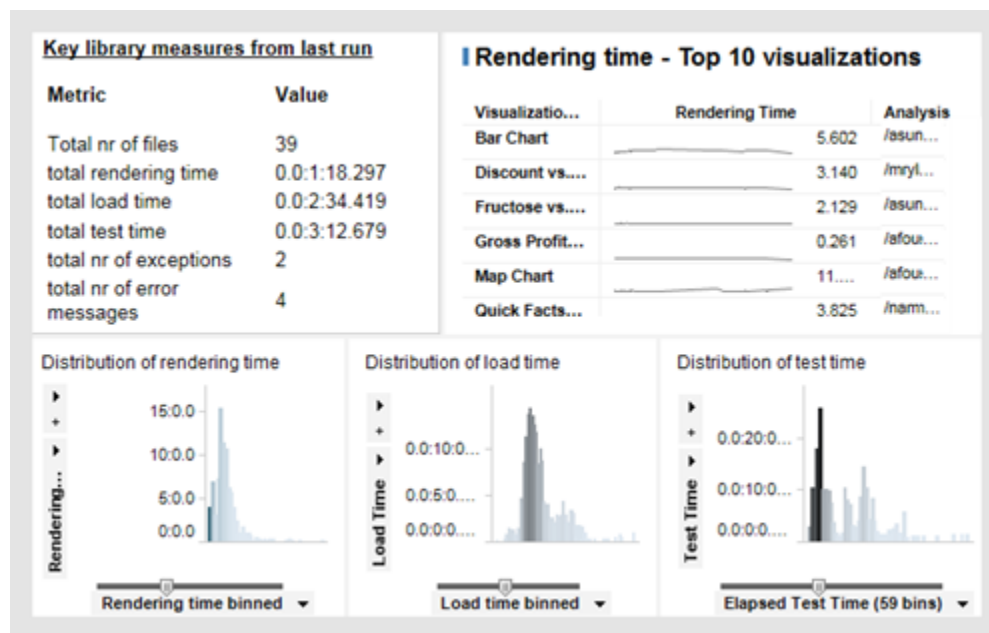 Key library measures from last run
Metric Value
Total nr of files 39
total rendering time 0.0:1:18.297
total load time 0.0:2:34.419
total test time 0.0:3:12.679
total nr of exceptions 2
total nr of error
messages 4
Rendering time - Top 10 visualizations
Visualizatio... Rendering Time Analysis
Bar Chart 5.602 /asun...
Discount vs.... 3.140 /mryl...
Fructose vs.... 2.129 /asun...
Gross Profit... 0.261 /afou...
Map Chart 11.... /afou...
Quick Facts... 3.825 /narm...
Distribution of rendering time
15:0.0
10:0.0
5:0.0
0:0.0
Rendering...
Rendering time binned
Distribution of load time
0.0:10:0...
0.0:5:0....
0.0:0:0....
Load Time
Load time binned
Distribution of test time
0.0:20:0...
0.0:10:0...
0.0:0:0....
Test Time
Elapsed Test Time (59 bins)